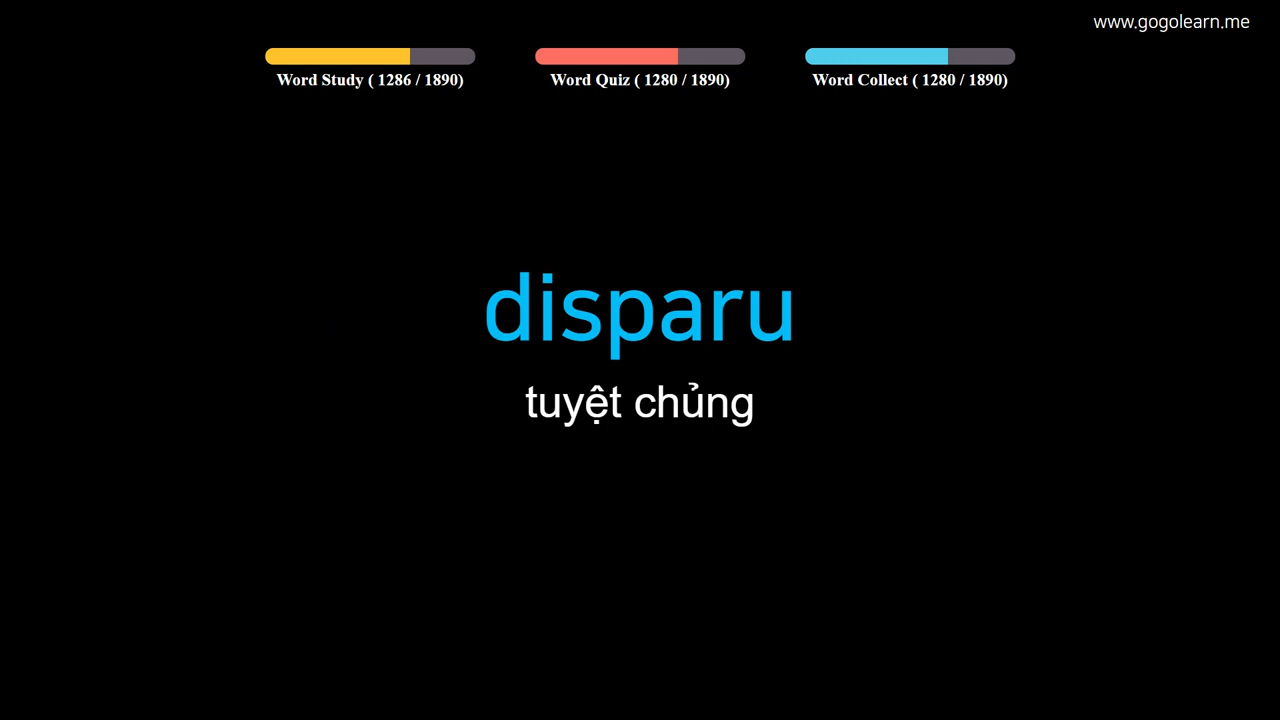 www.gogolearn.me
Word Study ( 1286 / 1890)
Word Quiz ( 1280 / 1890)
Word Collect ( 1280 / 1890)
disparu
tuyệt chủng